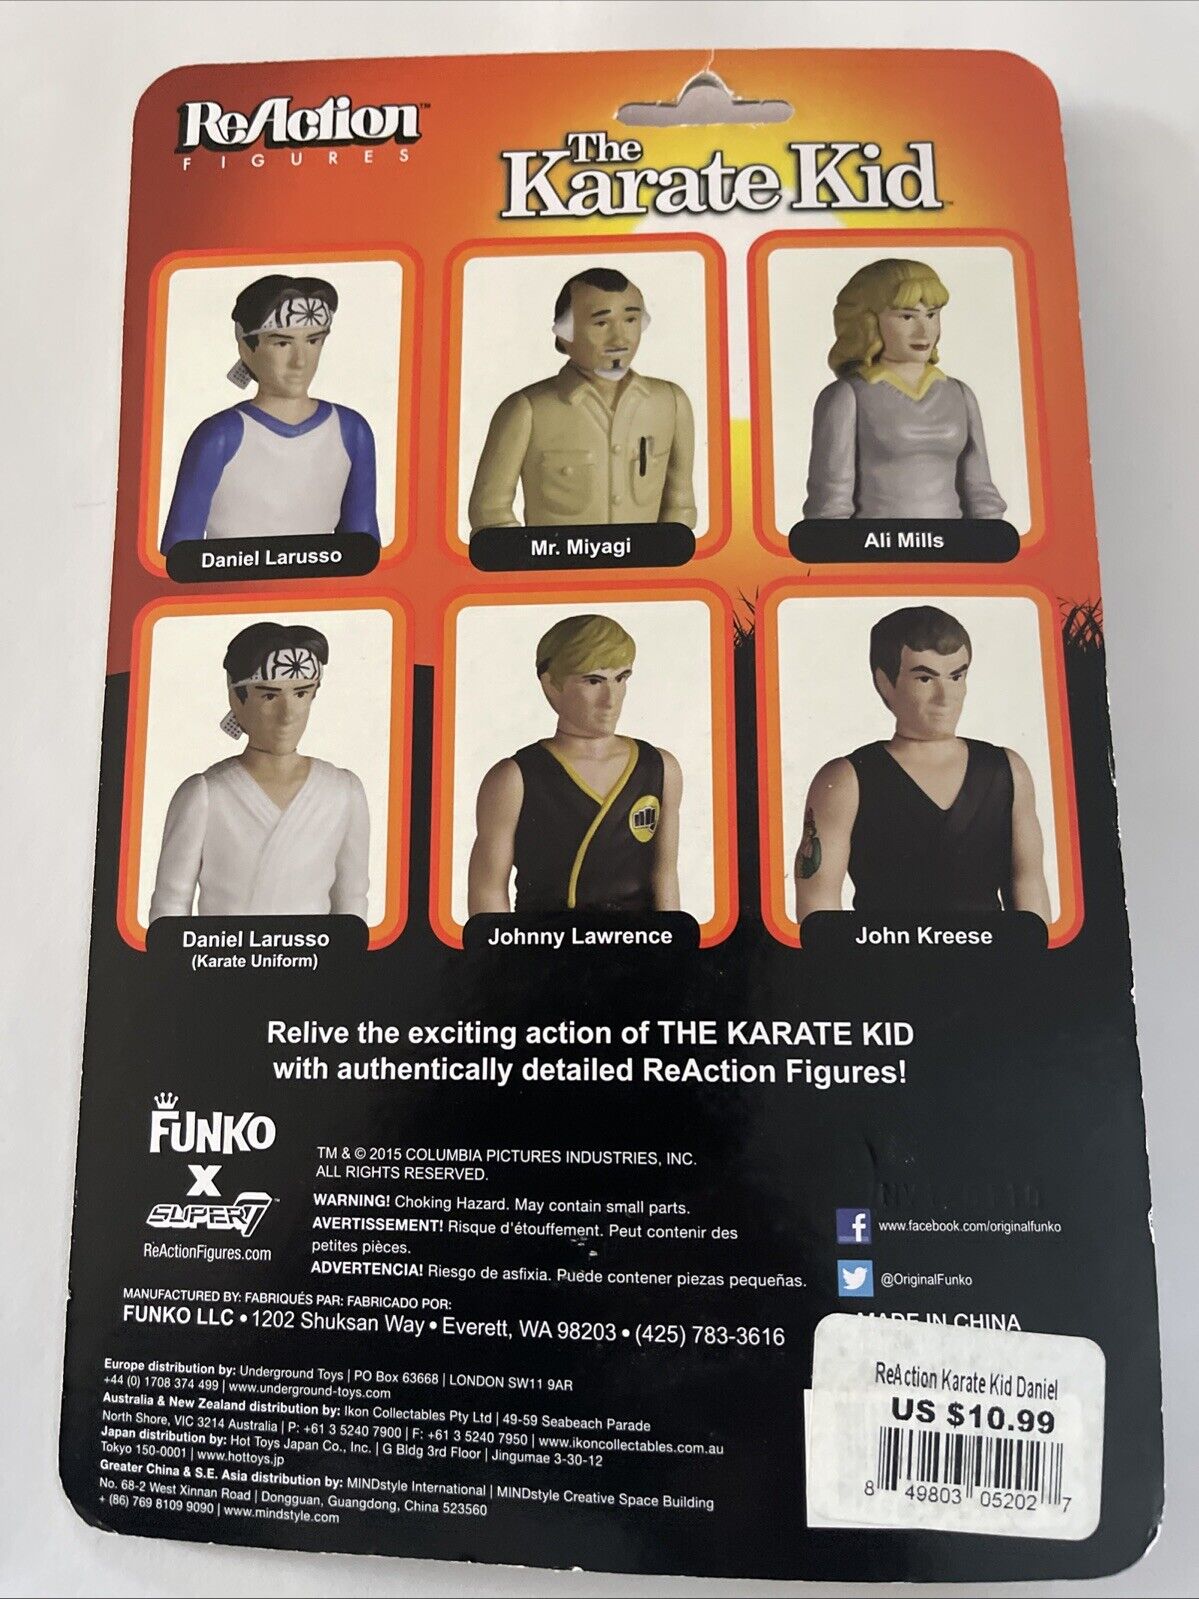 ReAction™
FIGURES
The
Karate Kid™
Daniel Larusso
Mr. Miyagi
Ali Mills
Daniel Larusso
(Karate Uniform)
Johnny Lawrence
John Kreese
Relive the exciting action of THE KARATE KID
with authentically detailed ReAction Figures!
FUNKO
X
SUPER7™
ReActionFigures.com
TM & © 2015 COLUMBIA PICTURES INDUSTRIES, INC.
ALL RIGHTS RESERVED.
WARNING! Choking Hazard. May contain small parts.
AVERTISSEMENT! Risque d'étouffement. Peut contenir des
petites pièces.
ADVERTENCIA! Riesgo de asfixia. Puede contener piezas pequeñas.
f www.facebook.com/originalfunko
@OriginalFunko
MADE IN CHINA
MANUFACTURED BY: FABRIQUÉS PAR: FABRICADO POR:
FUNKO LLC • 1202 Shuksan Way • Everett, WA 98203 • (425) 783-3616
Europe distribution by: Underground Toys | PO Box 63668 | LONDON SW11 9AR
+44 (0) 1708 374 499 | www.underground-toys.com
Australia & New Zealand distribution by: Ikon Collectables Pty Ltd | 49-59 Seabeach Parade
North Shore, VIC 3214 Australia | P: +61 3 5240 7900 | F: +61 3 5240 7950 | www.ikoncollectables.com.au
Japan distribution by: Hot Toys Japan Co., Inc. | G Bldg 3rd Floor | Jingumae 3-30-12
Tokyo 150-0001 | www.hottoys.jp
Greater China & S.E. Asia distribution by: MINDstyle International | MINDstyle Creative Space Building
No. 68-2 West Xinnan Road | Dongguan, Guangdong, China 523560
+ (86) 769 8109 9090 | www.mindstyle.com
ReAction Karate Kid Daniel
US $10.99
8 49803 05202 7